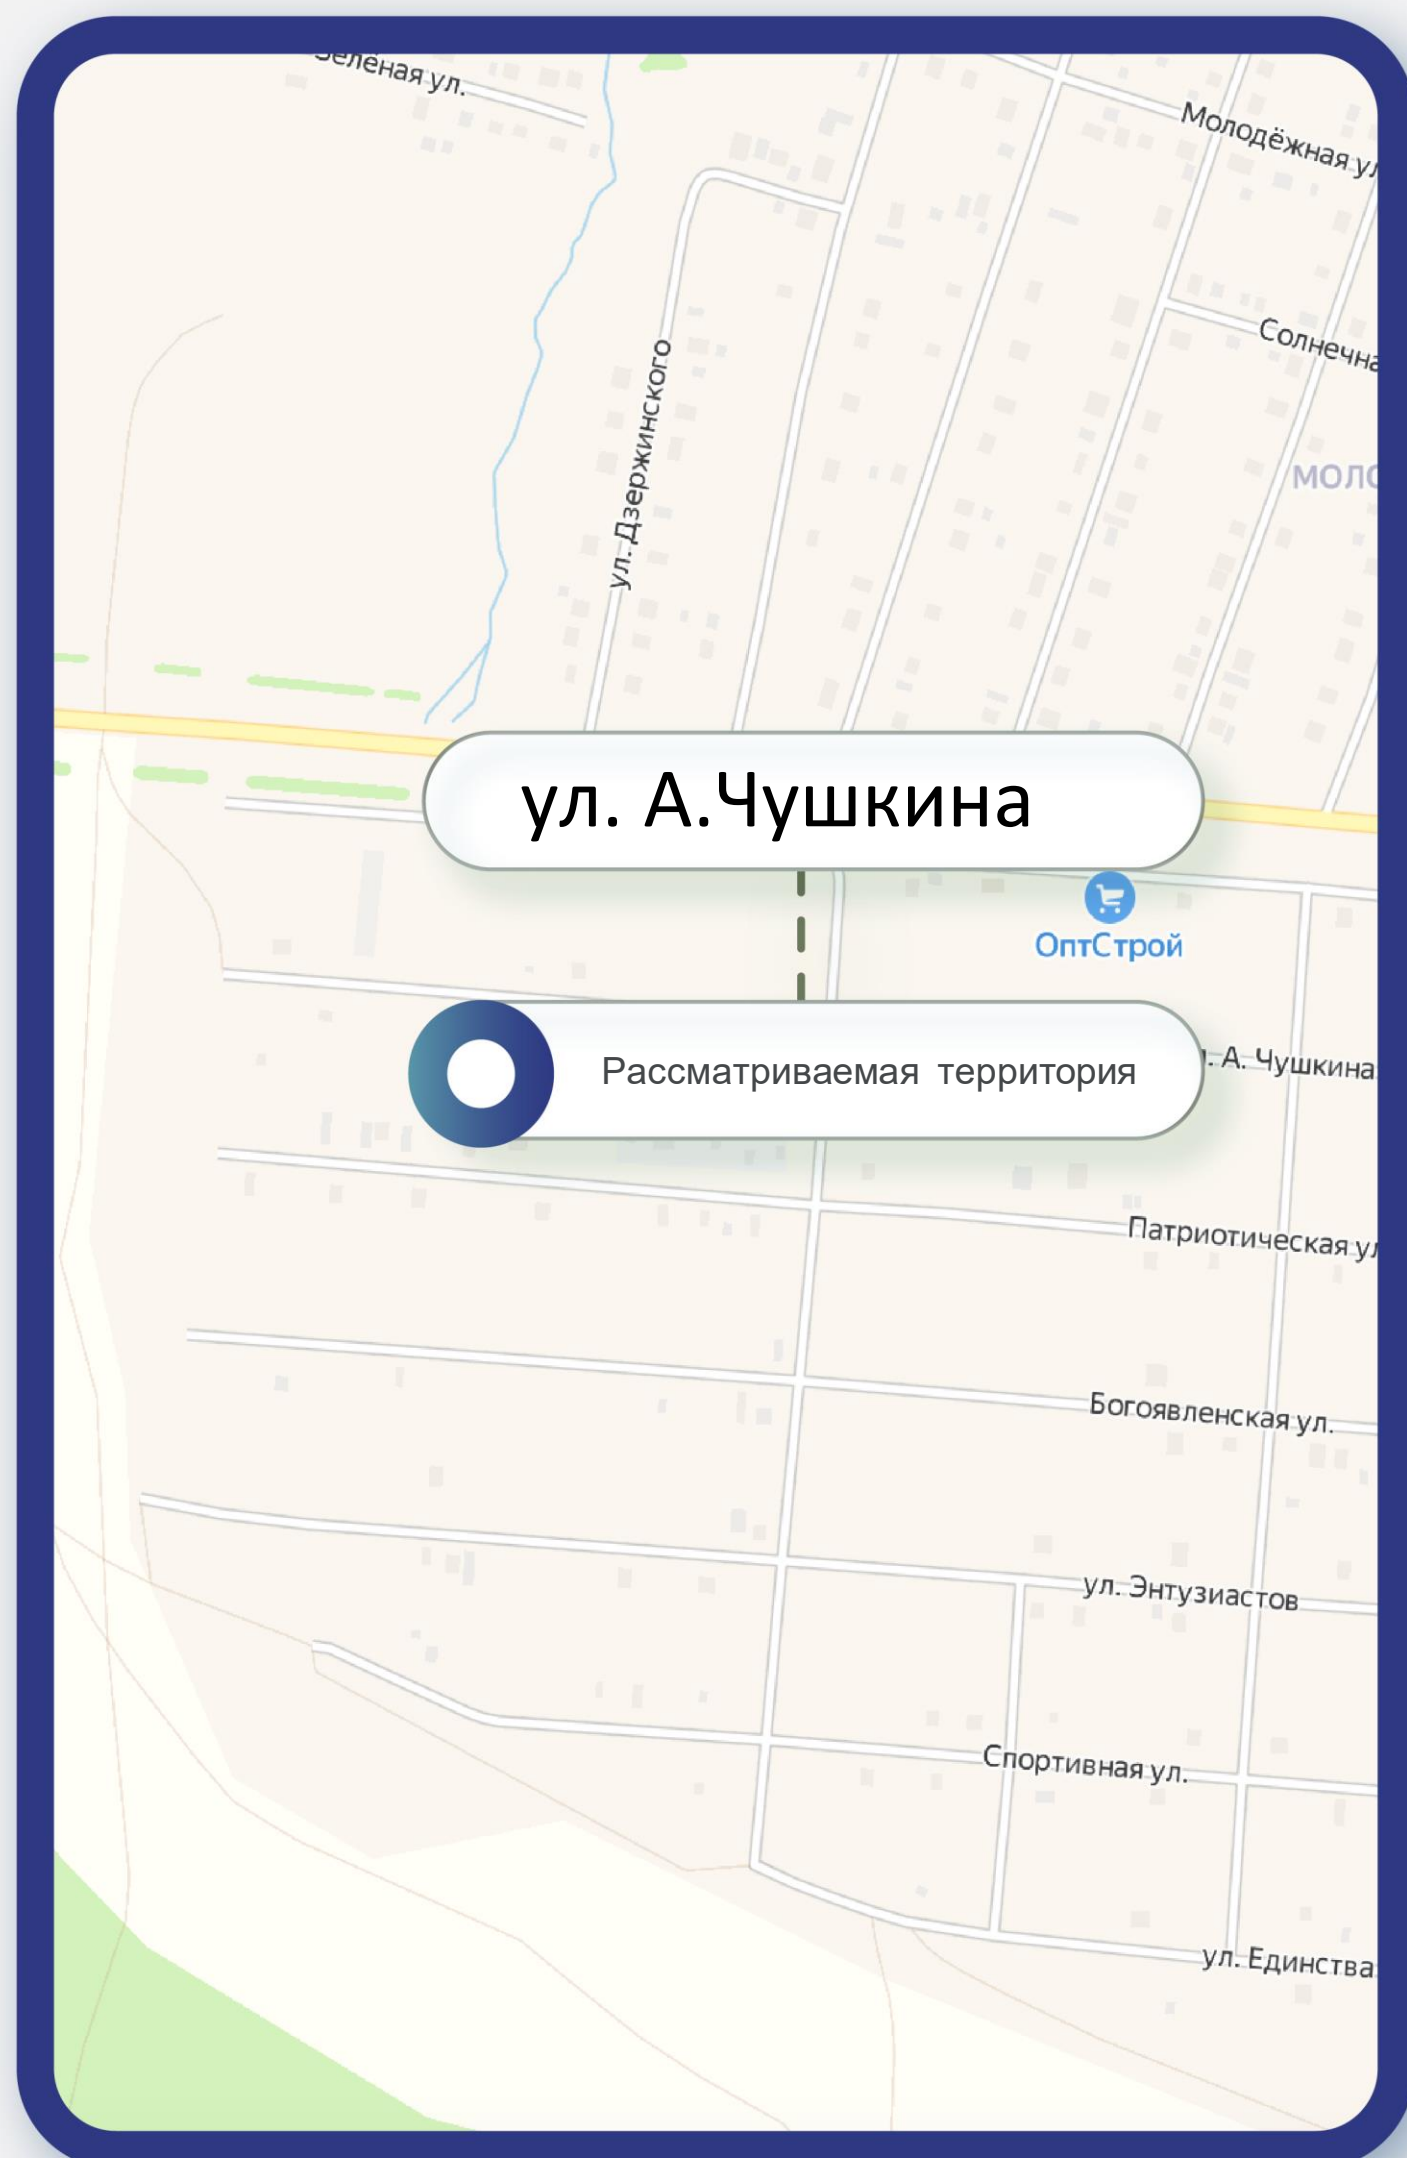 Зелёная ул.
Молодёжная ул
Солнечна
ул. Дзержинского
МОЛО
ул. А.Чушкина
ОптСтрой
Рассматриваемая территория
. А. Чушкина
Патриотическая ул
Богоявленская ул.
ул. Энтузиастов
Спортивная ул.
ул. Единства